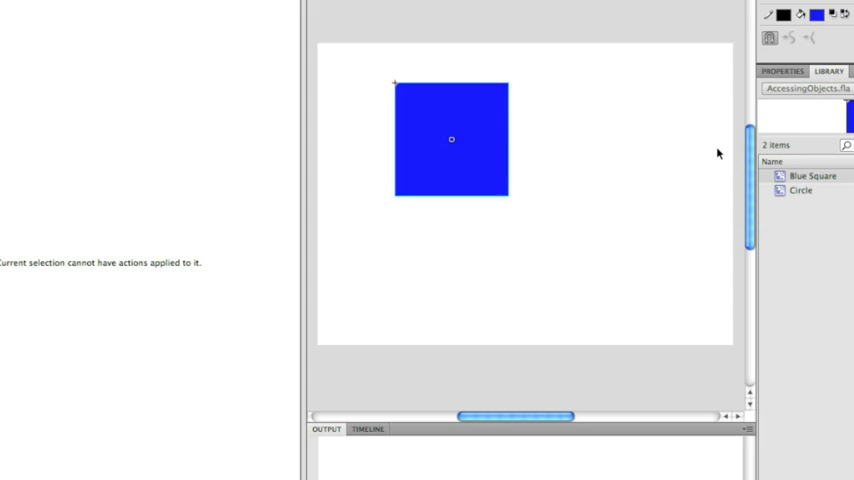 PROPERTIES
LIBRARY
AccessingObjects.fla
2 items
Name
Blue Square
Circle
Current selection cannot have actions applied to it.
OUTPUT
TIMELINE